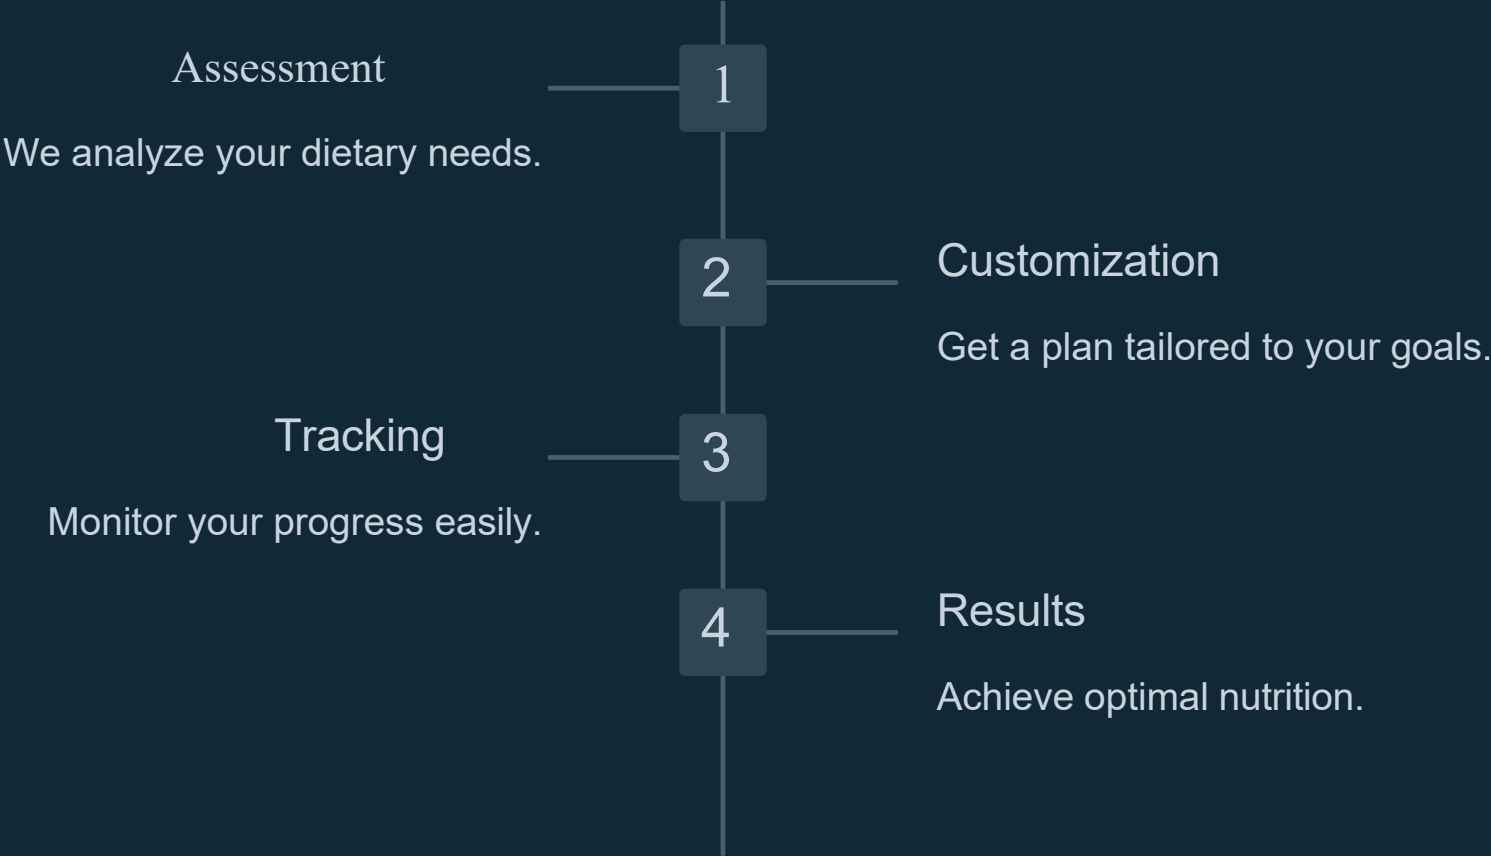 Assessment
1
We analyze your dietary needs.
2
Customization
Get a plan tailored to your goals.
Tracking
3
Monitor your progress easily.
4
Results
Achieve optimal nutrition.